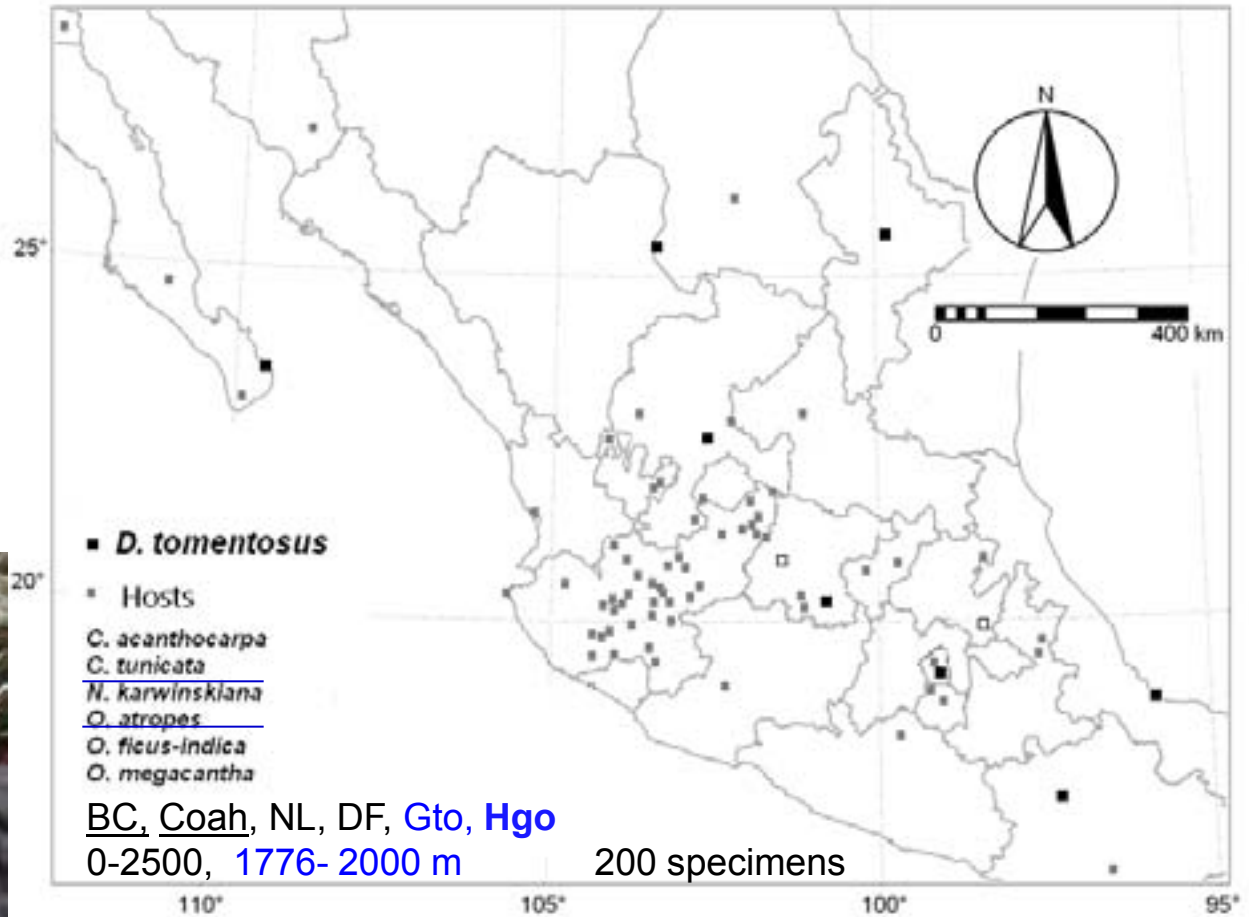 N
25°
0 400 km
■ D. tomentosus
20°
▪ Hosts
C. acanthocarpa
C. tunicata
N. karwinskiana
O. atropes
O. ficus-indica
O. megacantha
BC, Coah, NL, DF, Gto, Hgo
0-2500, 1776- 2000 m 200 specimens
110° 105° 100° 95°